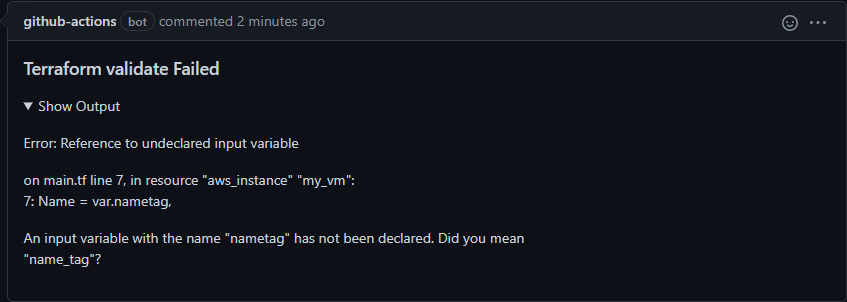 github-actions bot commented 2 minutes ago
Terraform validate Failed
▼ Show Output
Error: Reference to undeclared input variable
on main.tf line 7, in resource "aws_instance" "my_vm":
7: Name = var.nametag,
An input variable with the name "nametag" has not been declared. Did you mean
"name_tag"?